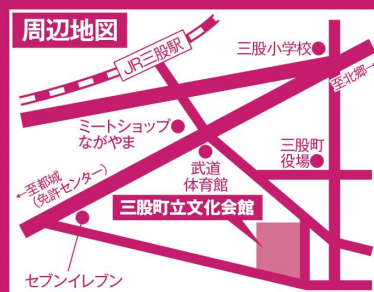 周辺地図
JR三股駅
三股小学校
至北郷→
ミートショップ
ながやま
三股町
役場
武道
体育館
←至都城
(免許センター)
三股町立文化会館
セブンイレブン